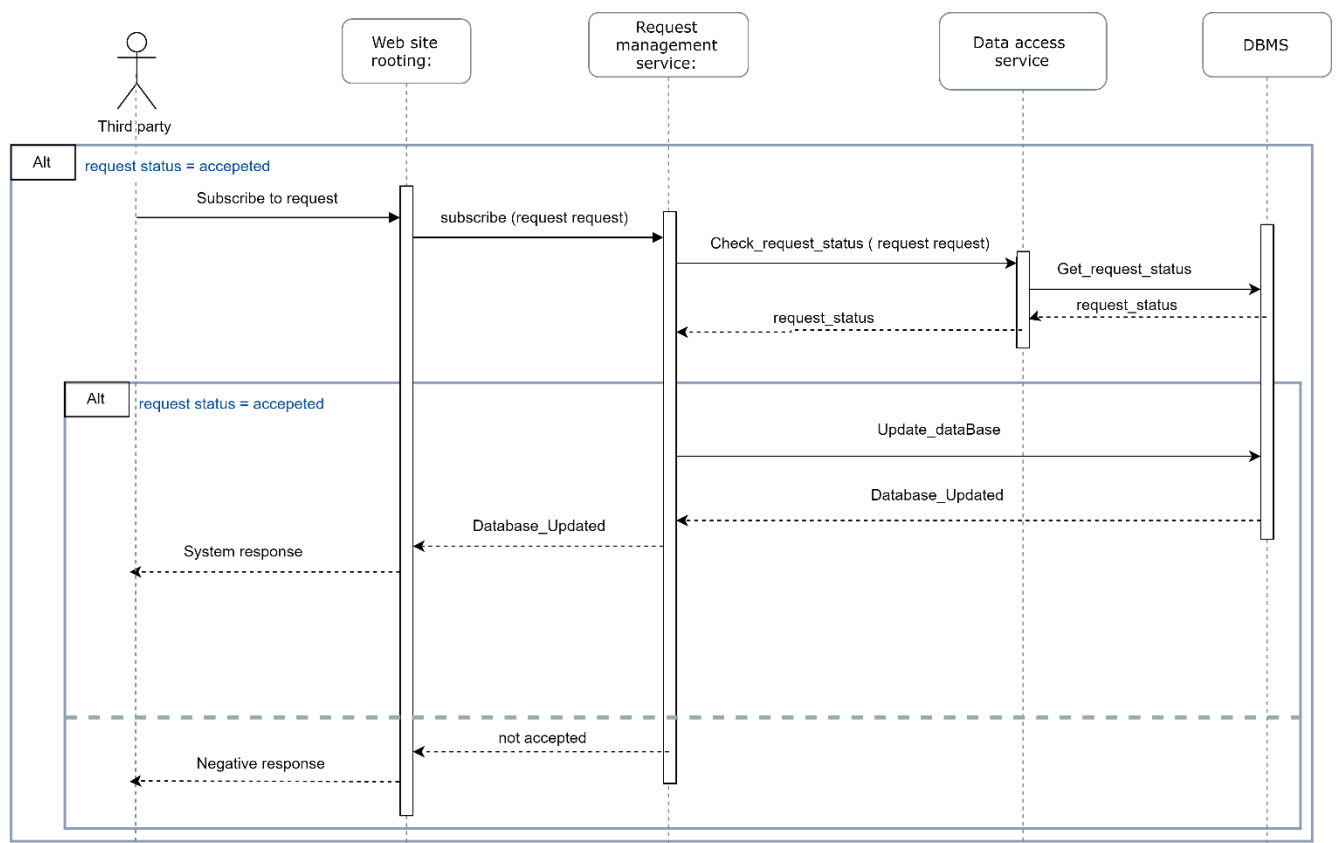 Third party
Web site
rooting:
Request
management
service:
Data access
service
DBMS
Alt
request status = accepeted
Subscribe to request
subscribe (request request)
Check_request_status ( request request)
Get_request_status
request_status
request_status
Alt
request status = accepeted
Update_dataBase
Database_Updated
Database_Updated
System response
not accepted
Negative response